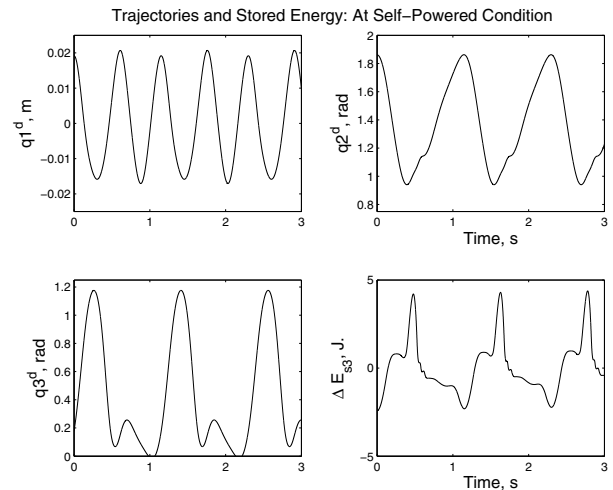 Trajectories and Stored Energy: At Self-Powered Condition
0.02
0.01
0
-0.01
-0.02
q1^d, m
0 1 2 3
2
1.8
1.6
1.4
1.2
1
0.8
q2^d, rad
0 1 2 3
Time, s
1.2
1
0.8
0.6
0.4
0.2
0
q3^d, rad
0 1 2 3
5
0
−5
Δ E_s3, J.
0 1 2 3
Time, s